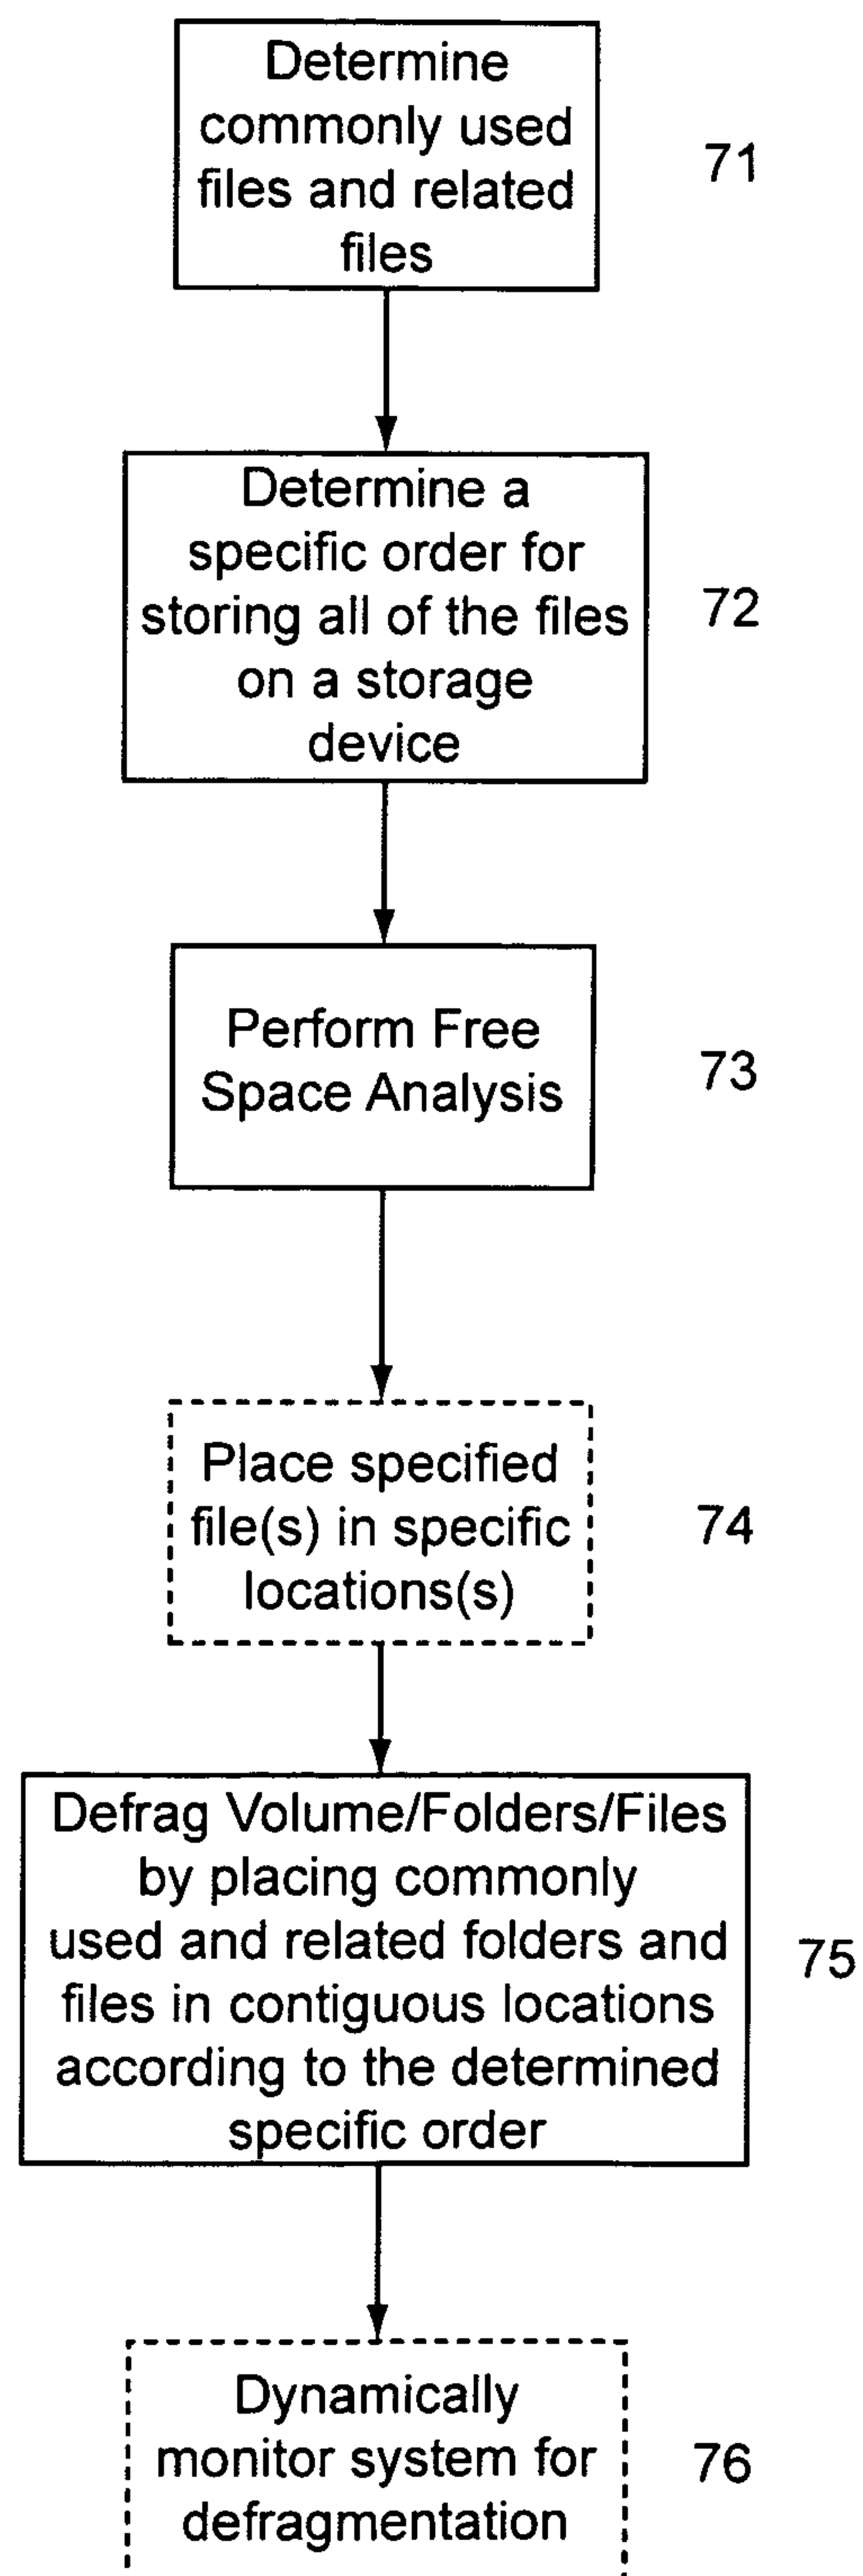 Determine
commonly used
files and related
files
71
Determine a
specific order for
storing all of the files
on a storage
device
72
Perform Free
Space Analysis
73
Place specified
file(s) in specific
locations(s)
74
Defrag Volume/Folders/Files
by placing commonly
used and related folders and
files in contiguous locations
according to the determined
specific order
75
Dynamically
monitor system for
defragmentation
76